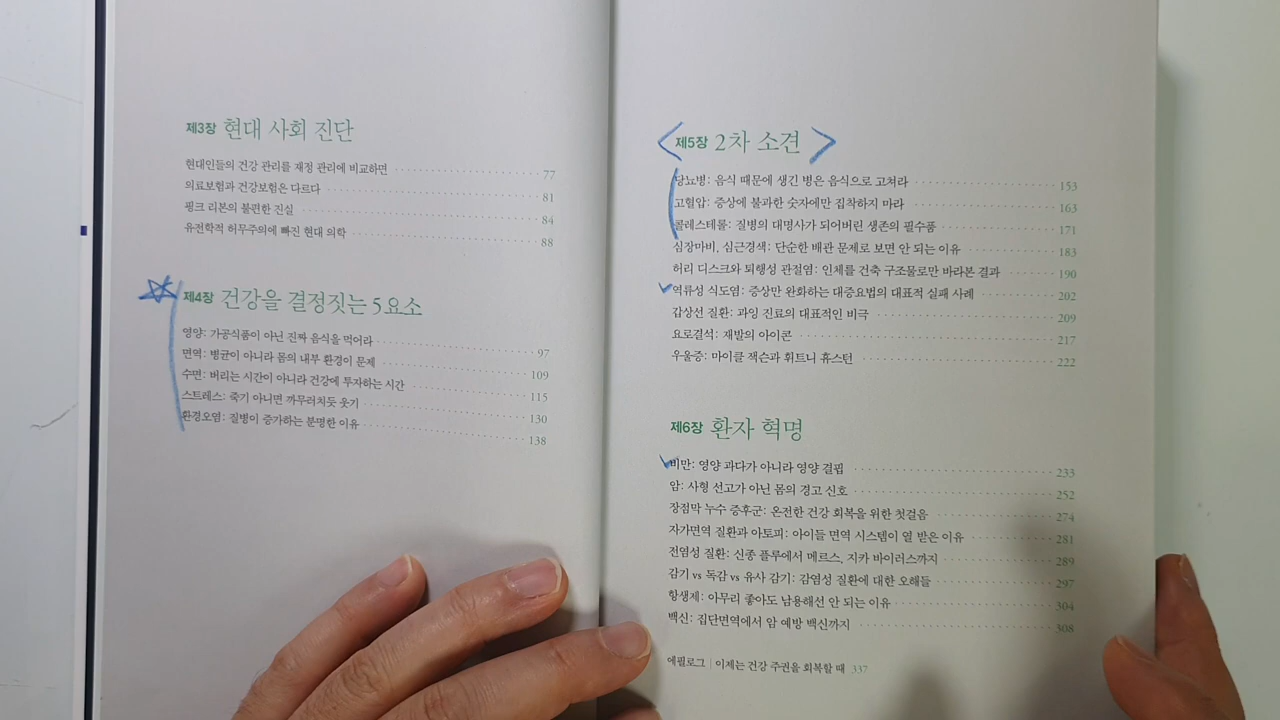 제3장 현대 사회 진단
현대인들의 건강 관리를 재정 관리에 비교하면 77
의료보험과 건강보험은 다르다 81
핑크 리본의 불편한 진실 84
유전학적 허무주의에 빠진 현대 의학 88
제4장 건강을 결정짓는 5요소
영양: 가공식품이 아닌 진짜 음식을 먹어라 97
면역: 병균이 아니라 몸의 내부 환경이 문제 109
수면: 버리는 시간이 아니라 건강에 투자하는 시간 115
스트레스: 죽기 아니면 까무러치듯 웃기 130
환경오염: 질병이 증가하는 분명한 이유 138
제5장 2차 소견
당뇨병: 음식 때문에 생긴 병은 음식으로 고쳐라 153
고혈압: 증상에 불과한 숫자에만 집착하지 마라 163
콜레스테롤: 질병의 대명사가 되어버린 생존의 필수품 171
심장마비, 심근경색: 단순한 배관 문제로 보면 안 되는 이유 183
허리 디스크와 퇴행성 관절염: 인체를 건축 구조물로만 바라본 결과 190
역류성 식도염: 증상만 완화하는 대증요법의 대표적 실패 사례 202
갑상선 질환: 과잉 진료의 대표적인 비극 209
요로결석: 재발의 아이콘 217
우울증: 마이클 잭슨과 휘트니 휴스턴 222
제6장 환자 혁명
비만: 영양 과다가 아니라 영양 결핍 233
암: 사형 선고가 아닌 몸의 경고 신호 252
장점막 누수 증후군: 온전한 건강 회복을 위한 첫걸음 274
자가면역 질환과 아토피: 아이들 면역 시스템이 열 받은 이유 281
전염성 질환: 신종 플루에서 메르스, 지카 바이러스까지 289
감기 vs 독감 vs 유사 감기: 감염성 질환에 대한 오해들 297
항생제: 아무리 좋아도 남용해선 안 되는 이유 304
백신: 집단면역에서 암 예방 백신까지 308
에필로그 | 이제는 건강 주권을 회복할 때 337